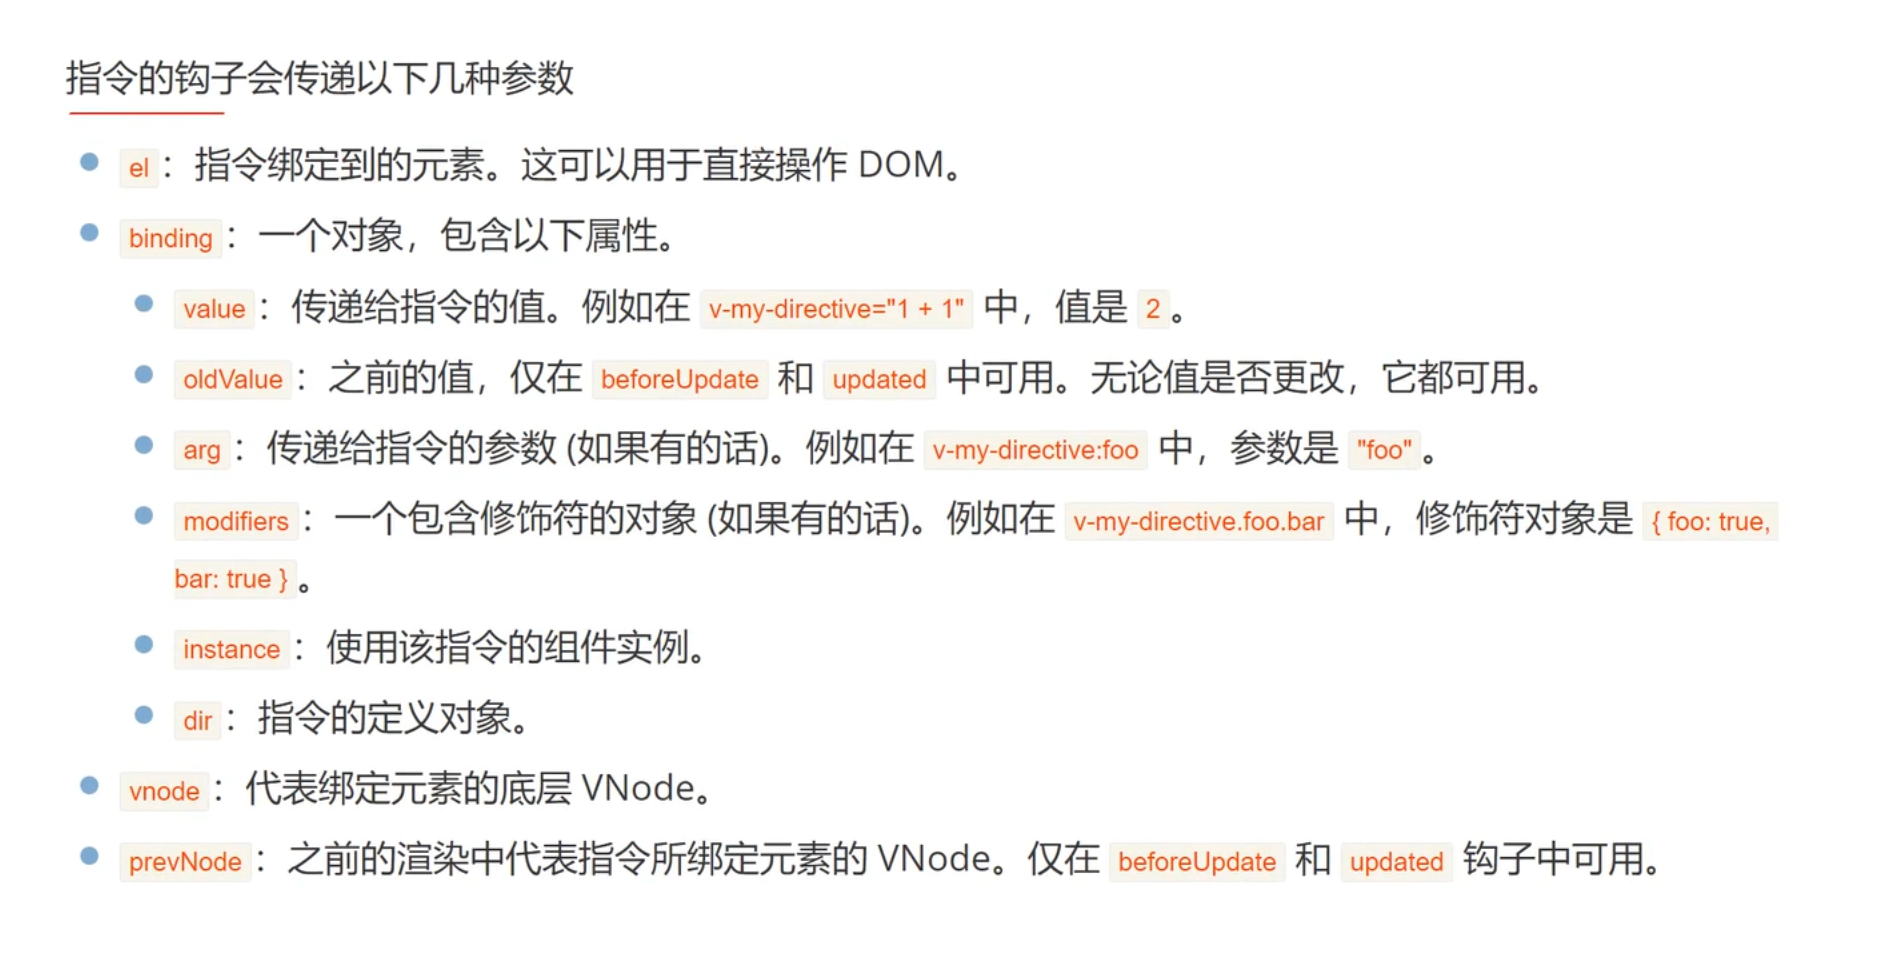 指令的钩子会传递以下几种参数
el：指令绑定到的元素。这可以用于直接操作 DOM。
binding：一个对象，包含以下属性。
value：传递给指令的值。例如在 v-my-directive="1 + 1" 中，值是 2。
oldValue：之前的值，仅在 beforeUpdate 和 updated 中可用。无论值是否更改，它都可用。
arg：传递给指令的参数 (如果有的话)。例如在 v-my-directive:foo 中，参数是 "foo"。
modifiers：一个包含修饰符的对象 (如果有的话)。例如在 v-my-directive.foo.bar 中，修饰符对象是 { foo: true,
bar: true }。
instance：使用该指令的组件实例。
dir：指令的定义对象。
vnode：代表绑定元素的底层 VNode。
prevNode：之前的渲染中代表指令所绑定元素的 VNode。仅在 beforeUpdate 和 updated 钩子中可用。